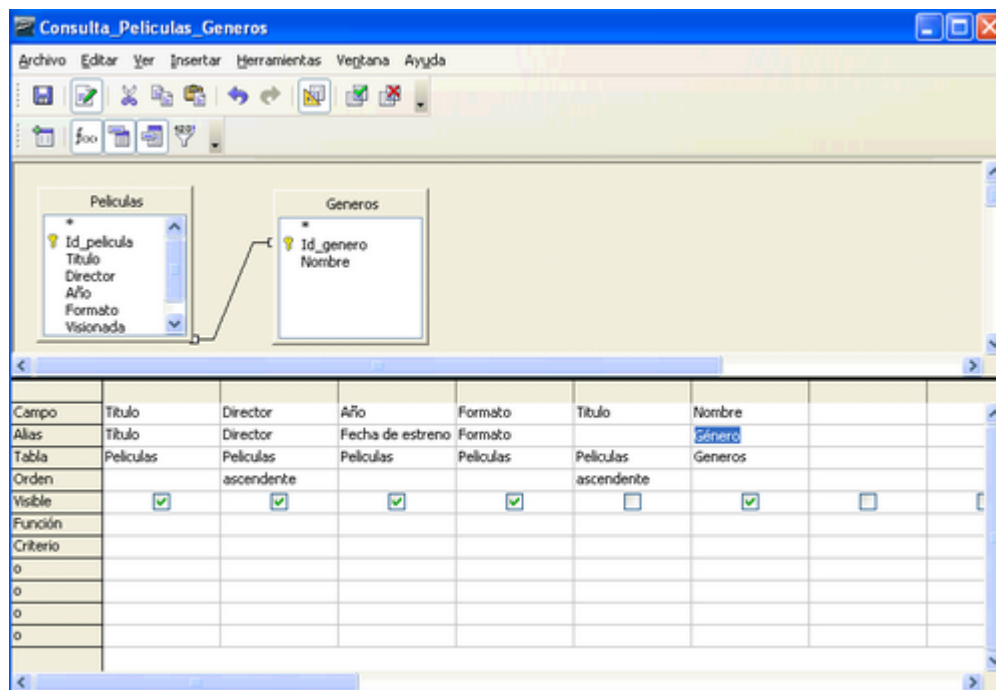 Consulta_Peliculas_Generos
Archivo Editar Ver Insertar Herramientas Ventana Ayuda
Peliculas
*
Id_pelicula
Titulo
Director
Año
Formato
Visionada
Generos
*
Id_genero
Nombre
Campo Titulo Director Año Formato Titulo Nombre
Alias Título Director Fecha de estreno Formato Género
Tabla Peliculas Peliculas Peliculas Peliculas Peliculas Generos
Orden ascendente ascendente
Visible
Función
Criterio
o
o
o
o